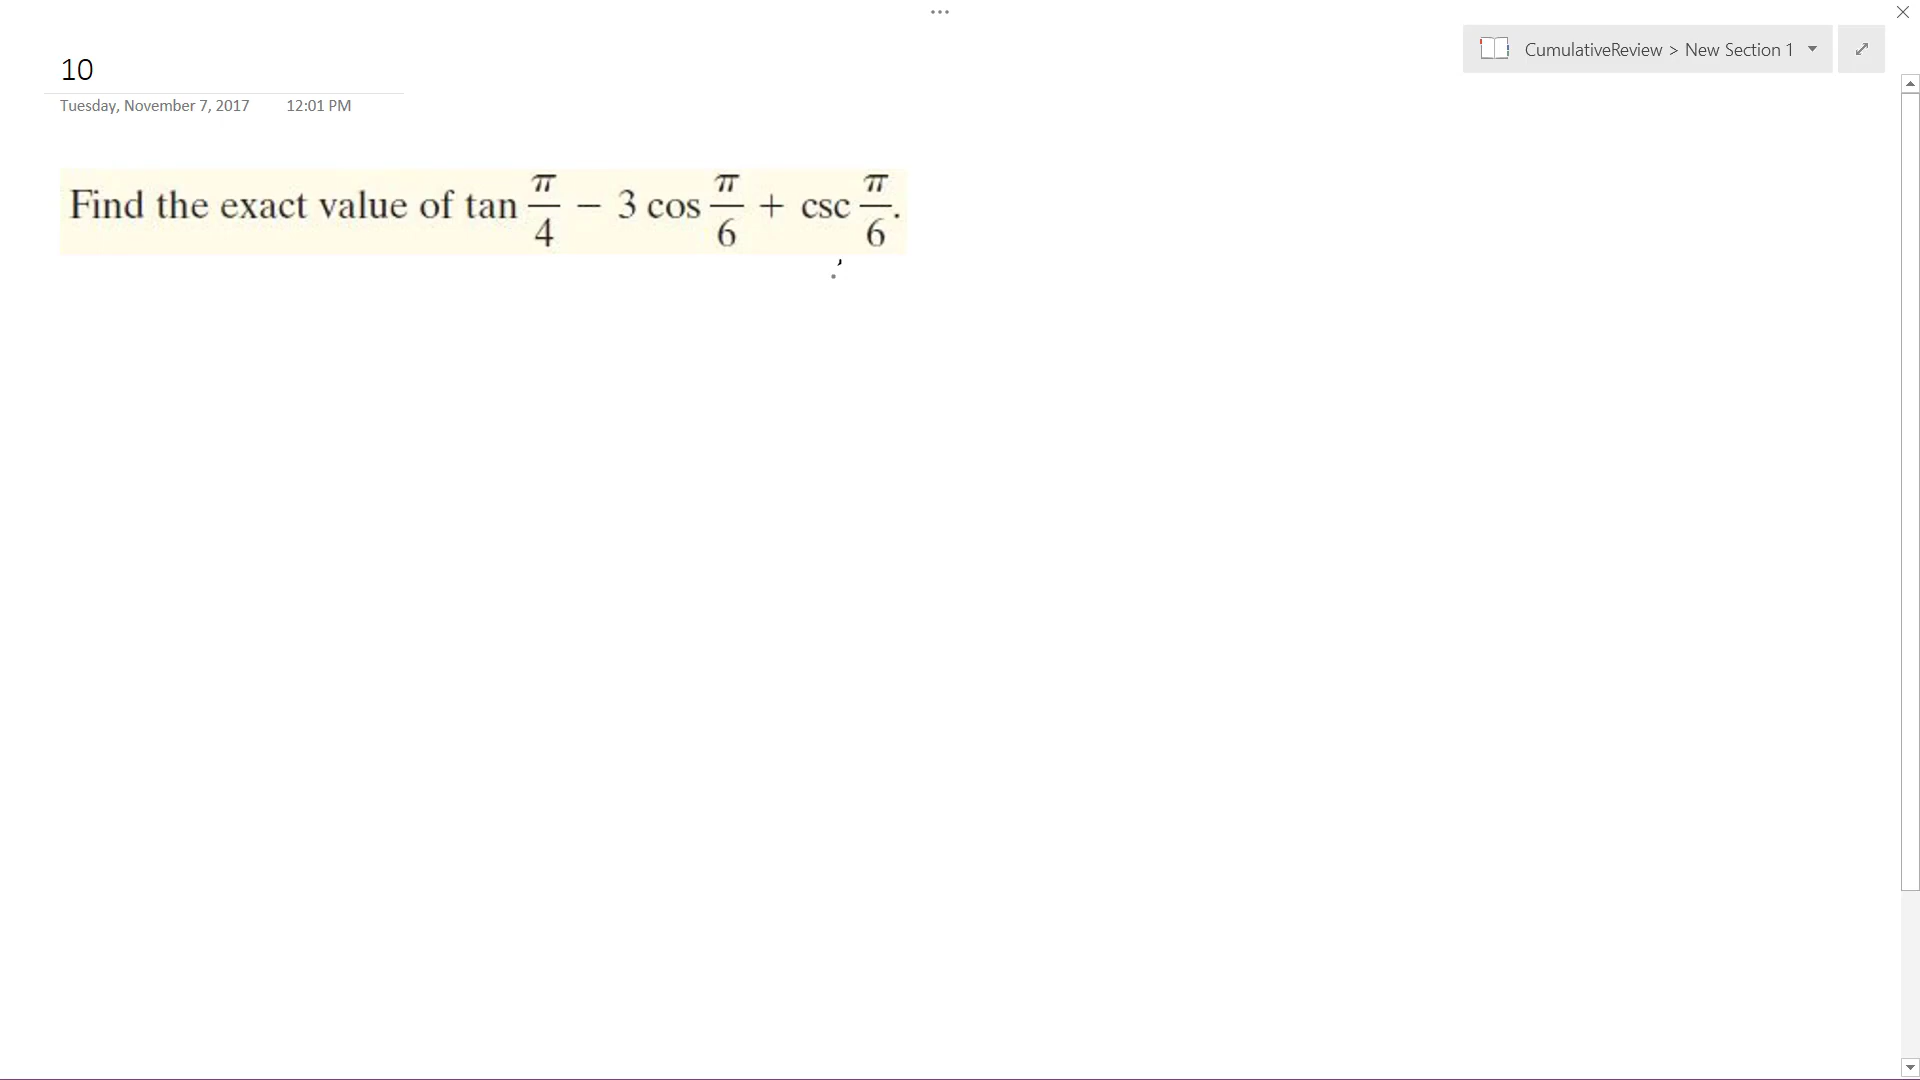 ...
CumulativeReview > New Section 1
10
Tuesday, November 7, 2017 12:01 PM
Find the exact value of tan π/4 − 3 cos π/6 + csc π/6.